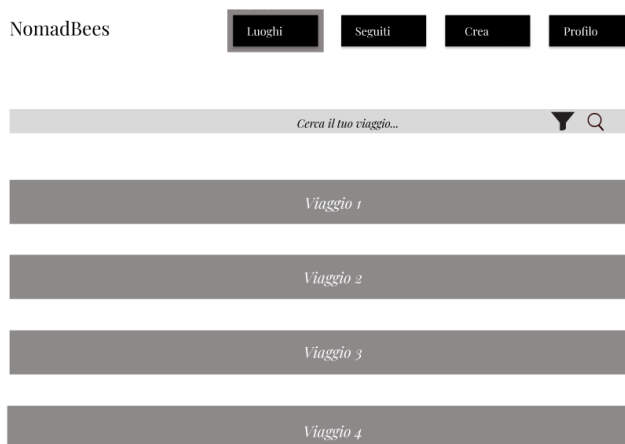 NomadBees
Luoghi Seguiti Crea Profilo
Cerca il tuo viaggio...
Viaggio 1
Viaggio 2
Viaggio 3
Viaggio 4